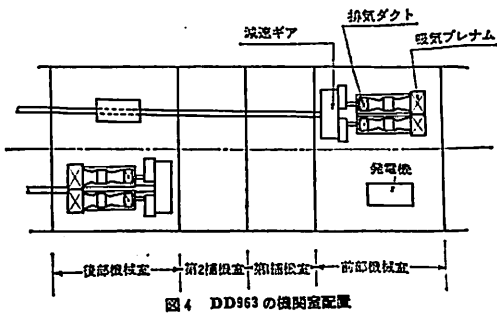 減速ギア
排気ダクト
吸気プレナム
発電機
後部機械室
第2補機室
第1補機室
前部機械室
図4 DD963の機関室配置